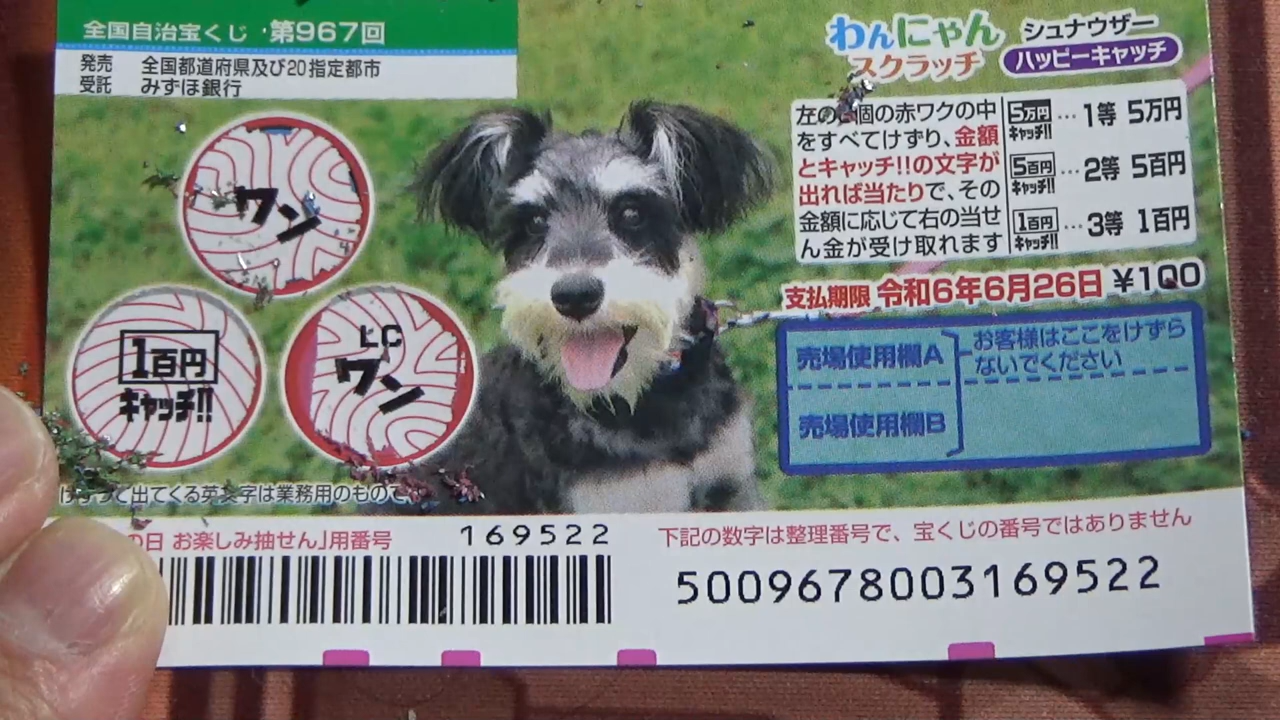 全国自治宝くじ・第967回
発売 全国都道府県及び20指定都市
受託 みずほ銀行
わんにゃん
スクラッチ
シュナウザー
ハッピーキャッチ
ワン
1百円
キャッチ!!
LC
ワン
左の 個の赤ワクの中
をすべてけずり、金額
とキャッチ!!の文字が
出れば当たりで、その
金額に応じて右の当せ
ん金が受け取れます
5万円 キャッチ!! … 1等 5万円
5百円 キャッチ!! … 2等 5百円
1百円 キャッチ!! … 3等 1百円
支払期限 令和6年6月26日 ¥100
売場使用欄A
売場使用欄B
お客様はここをけずら
ないでください
けずって出てくる英文字は業務用のもので
の日 お楽しみ抽せん」用番号
169522
下記の数字は整理番号で、宝くじの番号ではありません
5009678003169522